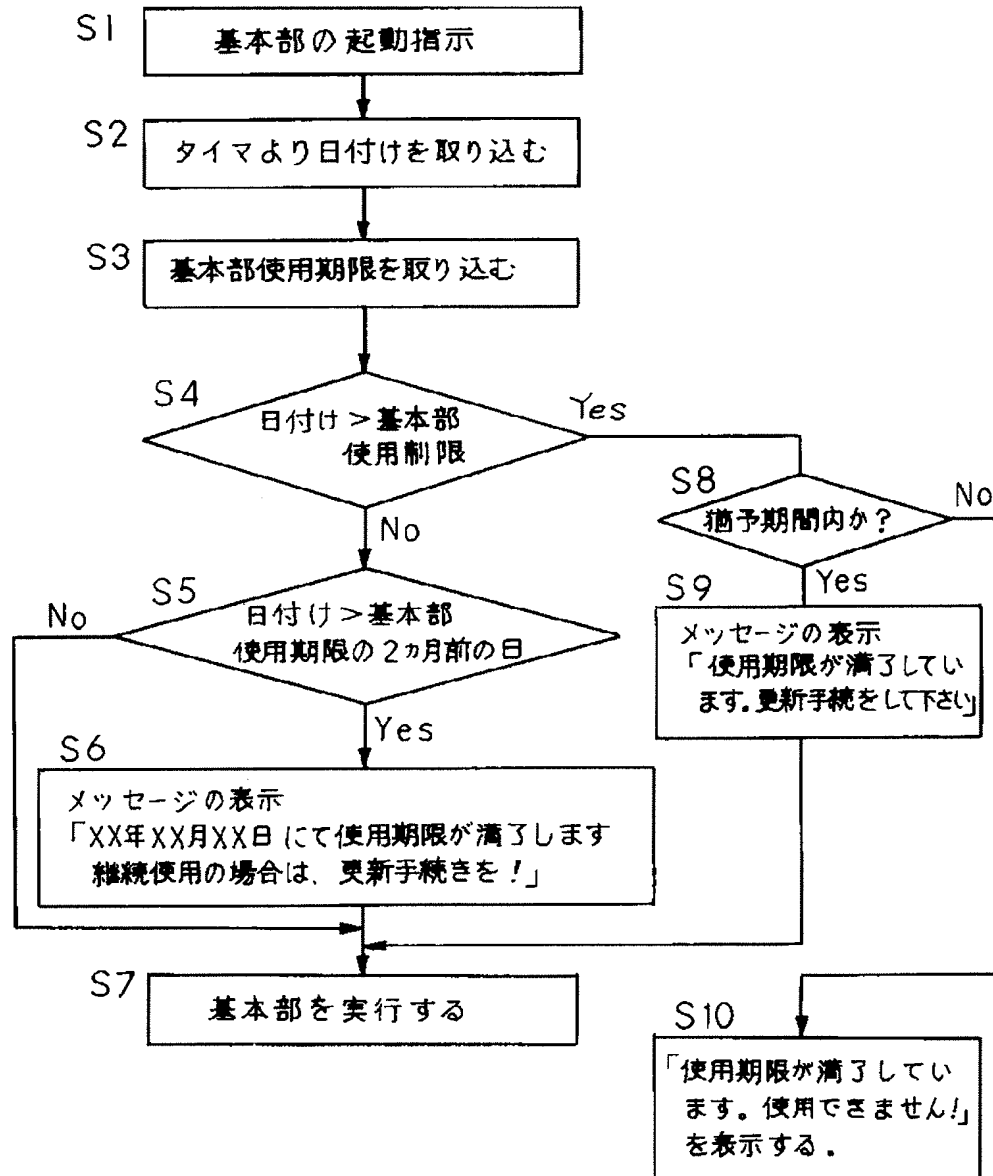 S1
基本部の起動指示
S2
タイマより日付けを取り込む
S3
基本部使用期限を取り込む
S4
日付け＞基本部
使用制限
Yes
No
S5
日付け＞基本部
使用期限の2ヵ月前の日
No
Yes
S6
メッセージの表示
「XX年XX月XX日にて使用期限が満了します
継続使用の場合は、更新手続きを！」
S7
基本部を実行する
S8
猶予期間内か？
No
Yes
S9
メッセージの表示
「使用期限が満了してい
ます。更新手続をして下さい」
S10
「使用期限が満了してい
ます。使用できません！」
を表示する。